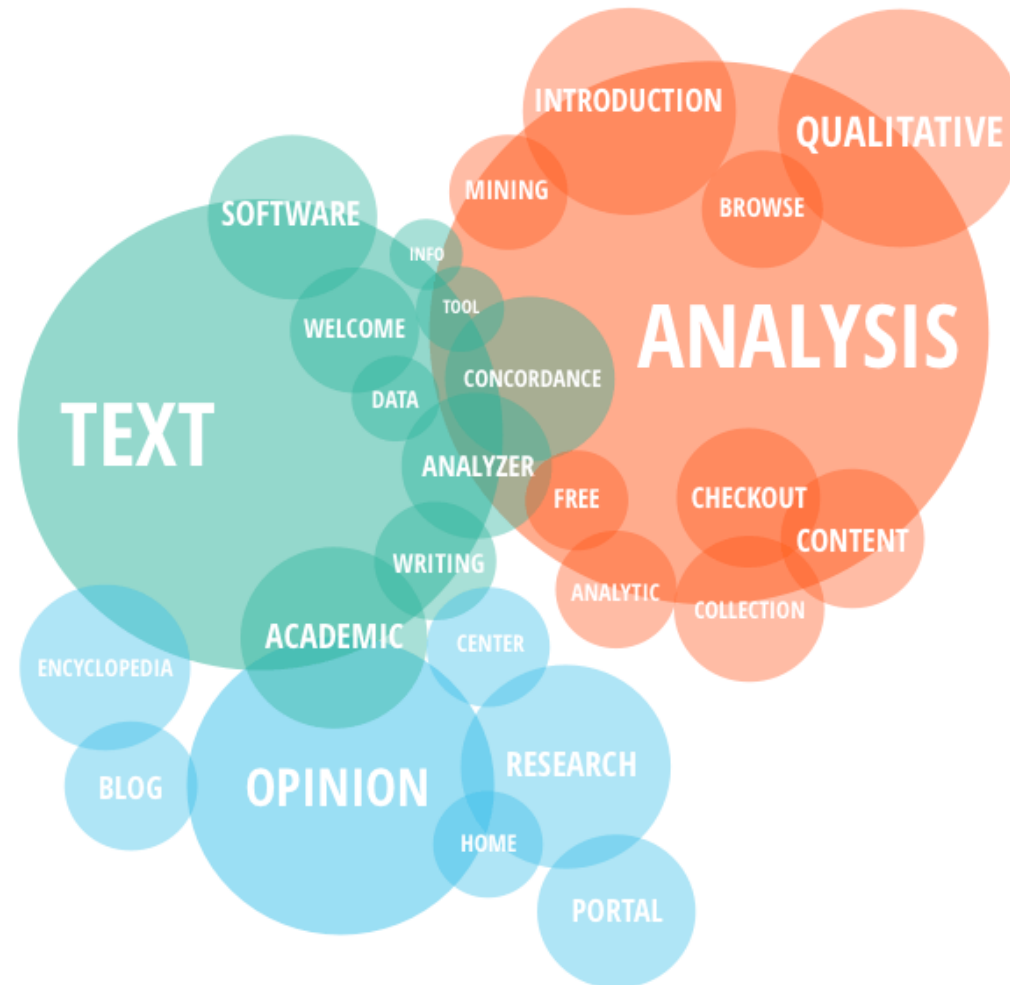 INTRODUCTION
QUALITATIVE
MINING
BROWSE
SOFTWARE
INFO
TOOL
WELCOME
ANALYSIS
CONCORDANCE
DATA
TEXT
ANALYZER
FREE
CHECKOUT
CONTENT
WRITING
ANALYTIC
COLLECTION
ACADEMIC
CENTER
ENCYCLOPEDIA
RESEARCH
BLOG
OPINION
HOME
PORTAL